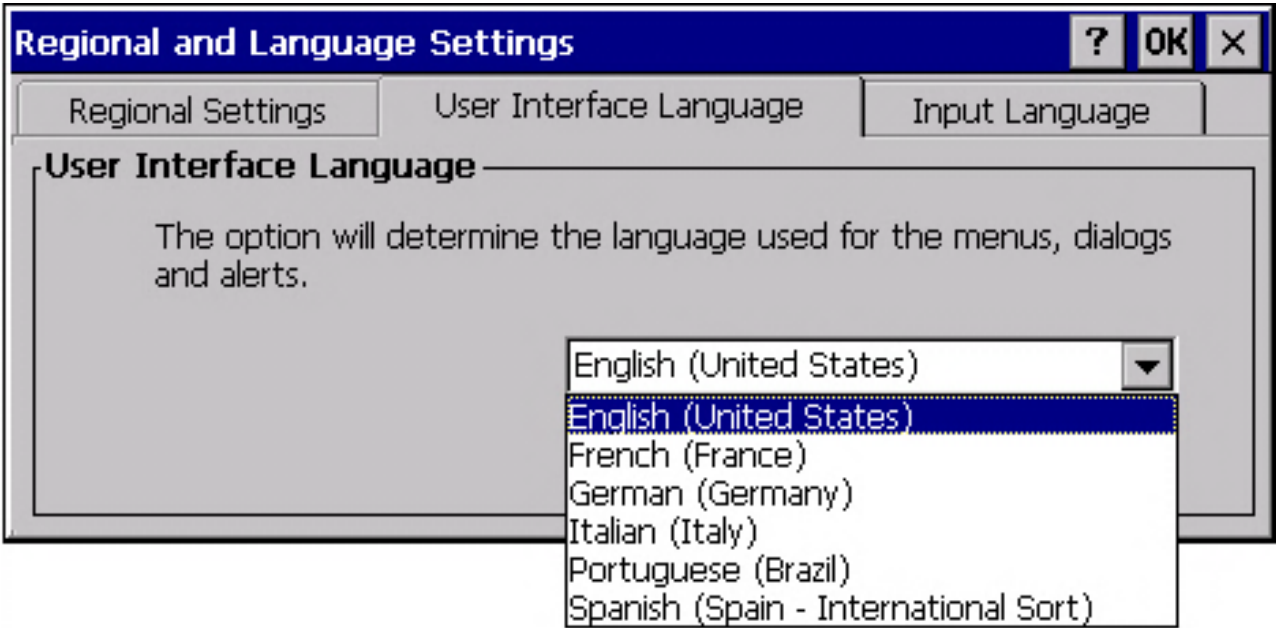 Regional and Language Settings ? OK ×
Regional Settings User Interface Language Input Language
User Interface Language
The option will determine the language used for the menus, dialogs
and alerts.
English (United States)
English (United States)
French (France)
German (Germany)
Italian (Italy)
Portuguese (Brazil)
Spanish (Spain - International Sort)